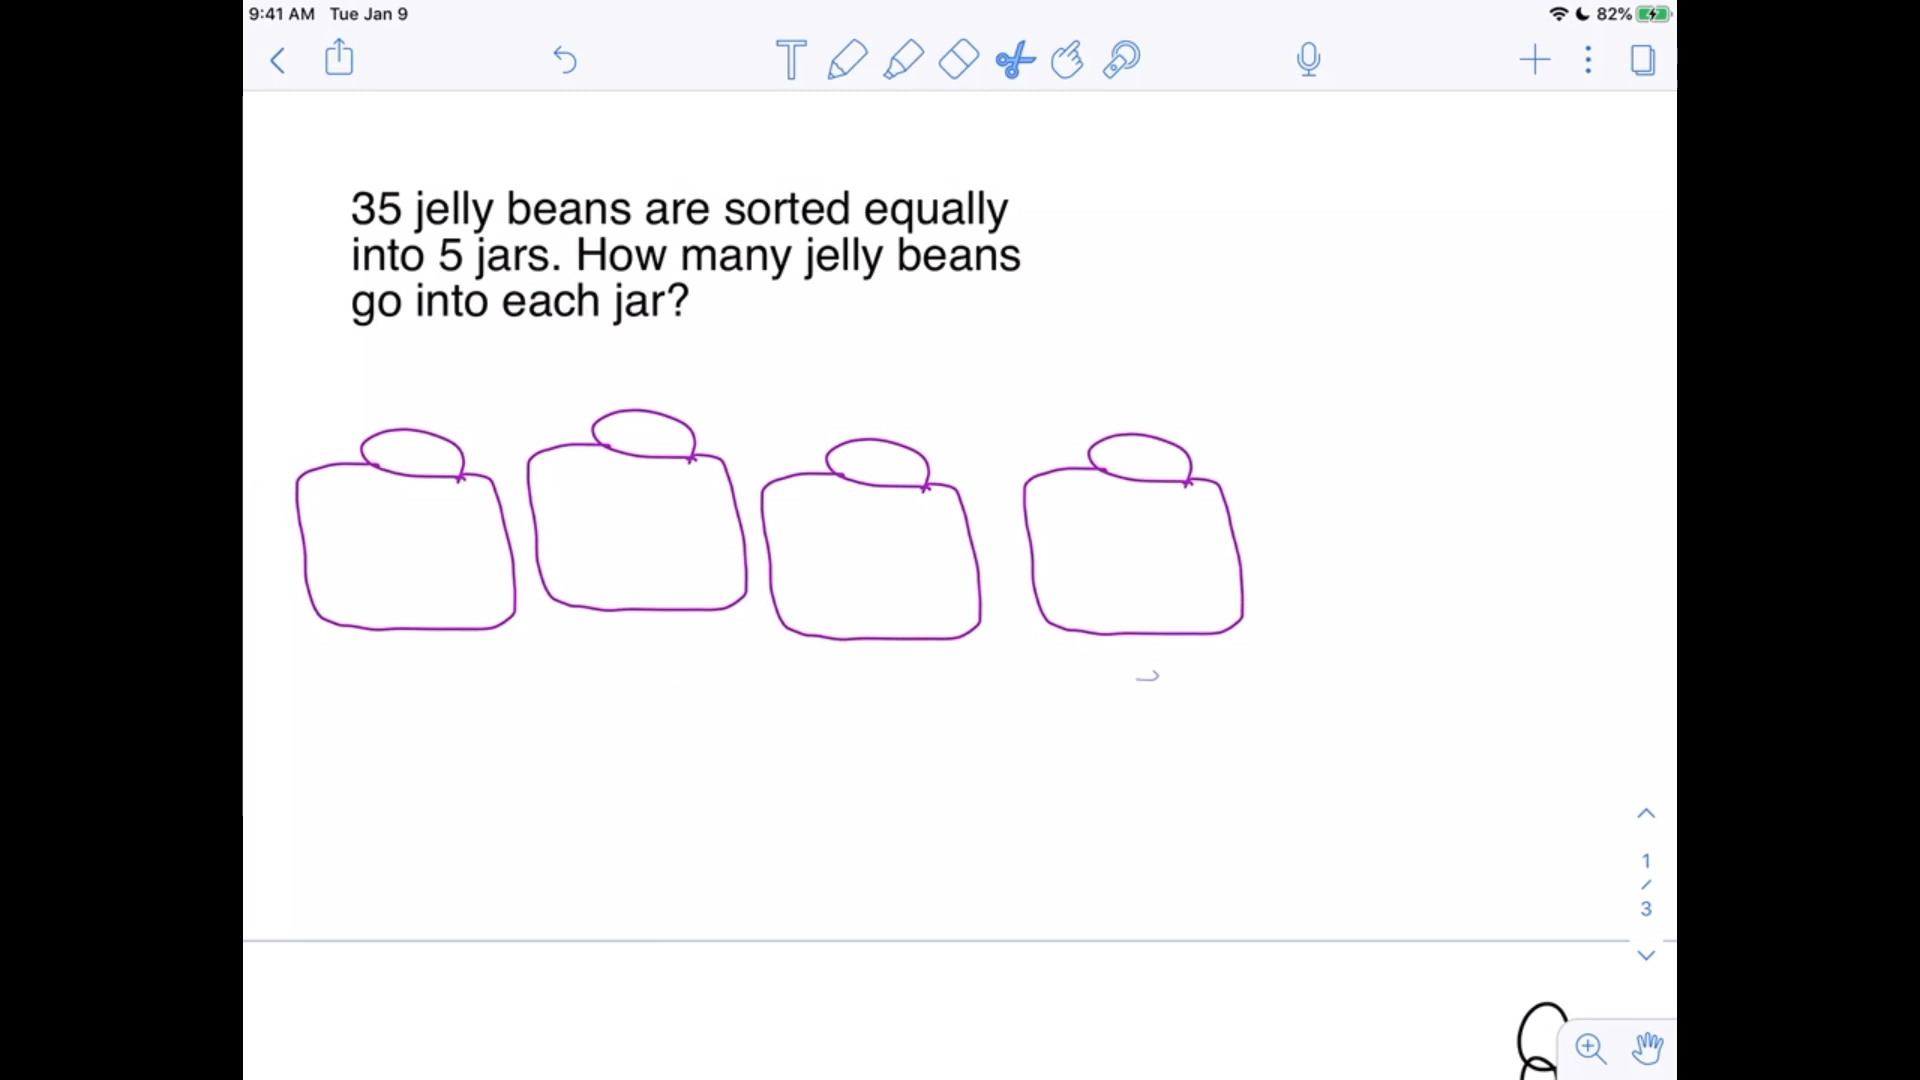 9:41 AM Tue Jan 9
82%
T
35 jelly beans are sorted equally
into 5 jars. How many jelly beans
go into each jar?
1
/
3